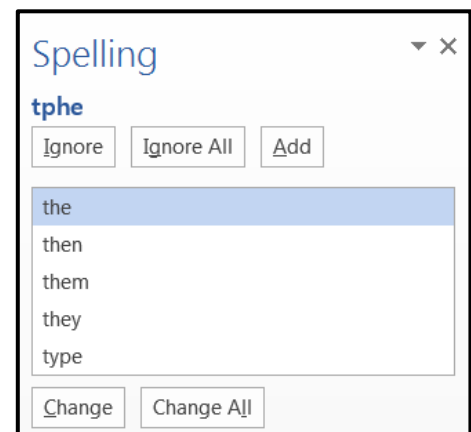 Spelling
tphe
Ignore Ignore All Add
the
then
them
they
type
Change Change All